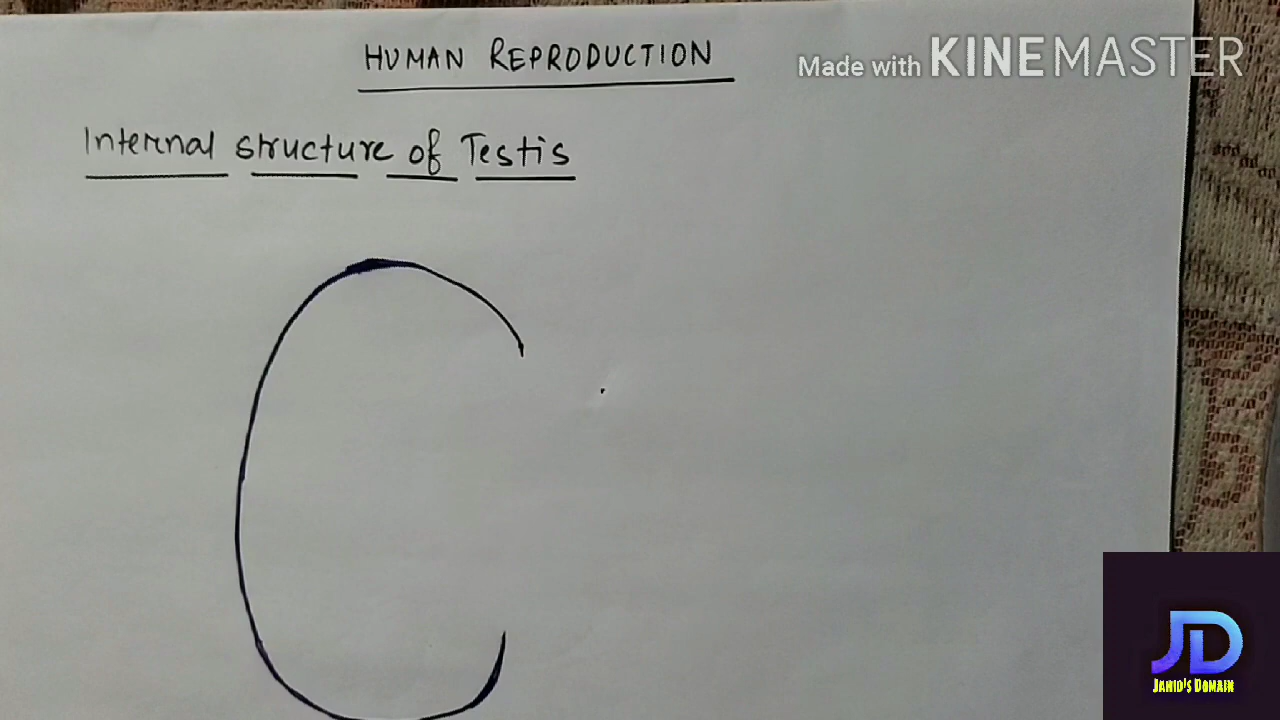 HUMAN REPRODUCTION
Made with KINEMASTER
Internal structure of Testis
JD
JAHID'S DOMAIN